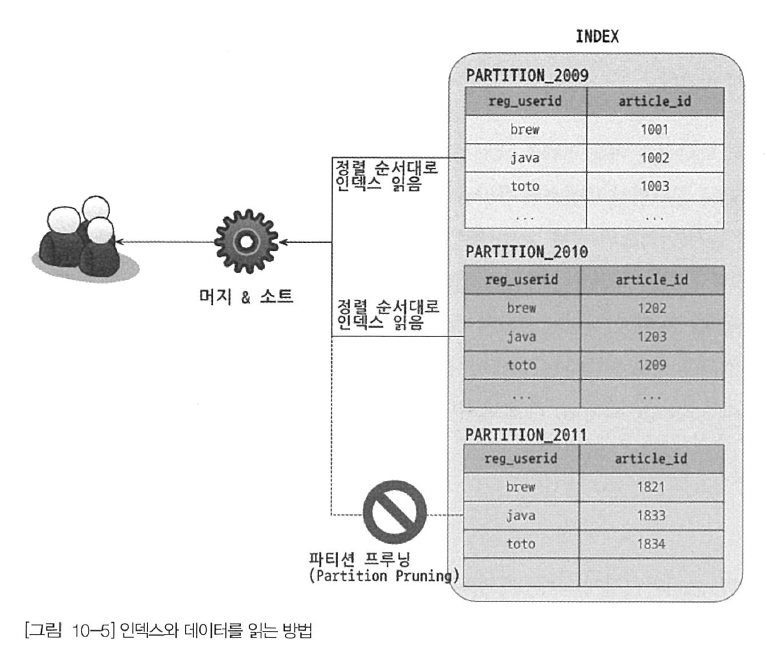 INDEX
PARTITION_2009
reg_userid article_id
brew 1001
java 1002
toto 1003
... ...
정렬 순서대로
인덱스 읽음
PARTITION_2010
reg_userid article_id
brew 1202
java 1203
toto 1209
... ...
정렬 순서대로
인덱스 읽음
머지 & 소트
PARTITION_2011
reg_userid article_id
brew 1821
java 1833
toto 1834
파티션 프루닝
(Partition Pruning)
[그림 10-5] 인덱스와 데이터를 읽는 방법